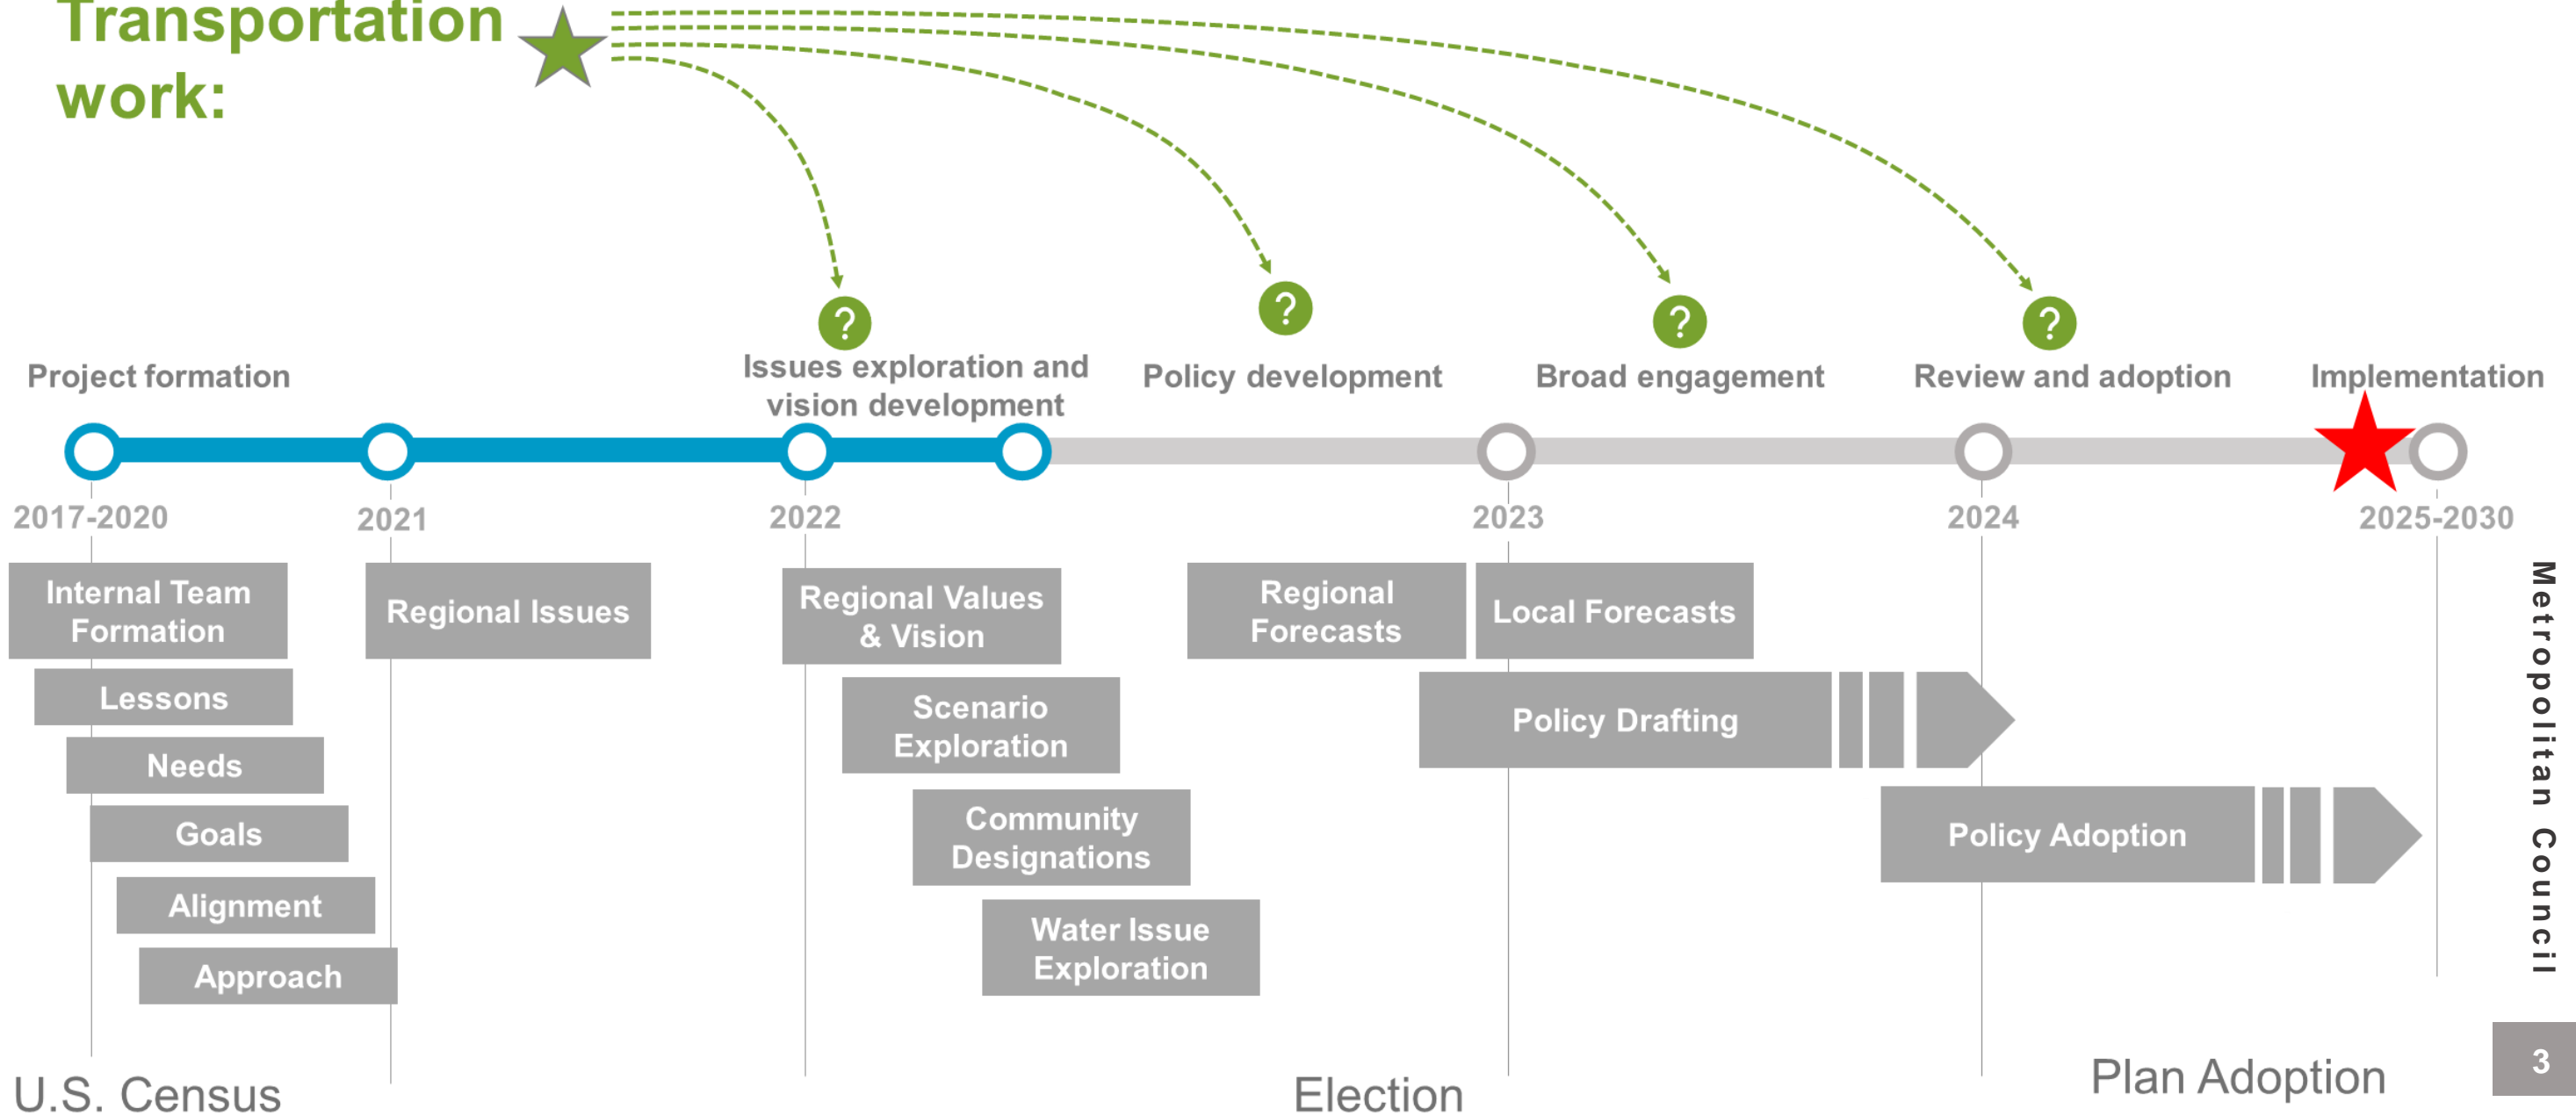 Transportation
work:
?
?
?
?
Project formation
Issues exploration and
vision development
Policy development
Broad engagement
Review and adoption
Implementation
2017-2020
2021
2022
2023
2024
2025-2030
Internal Team
Formation
Lessons
Needs
Goals
Alignment
Approach
Regional Issues
Regional Values
& Vision
Scenario
Exploration
Community
Designations
Water Issue
Exploration
Regional
Forecasts
Local Forecasts
Policy Drafting
Policy Adoption
Metropolitan Council
U.S. Census
Election
Plan Adoption
3